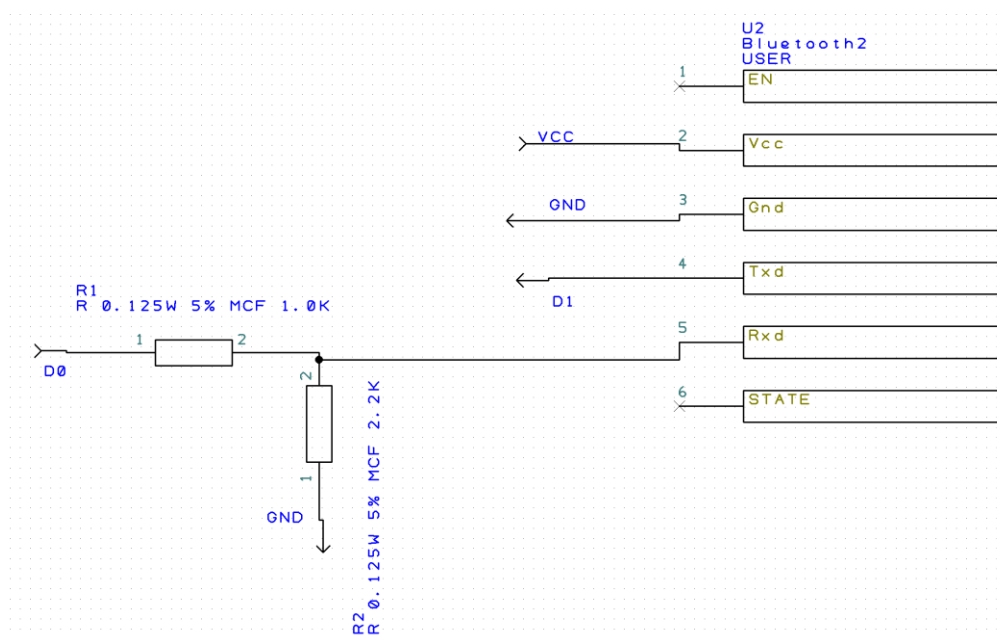 U2
Bluetooth2
USER
1
EN
VCC
2
Vcc
GND
3
Gnd
4
Txd
D1
R1
R 0.125W 5% MCF 1.0K
1
2
D0
5
Rxd
2
1
GND
R2
R 0.125W 5% MCF 2.2K
6
STATE